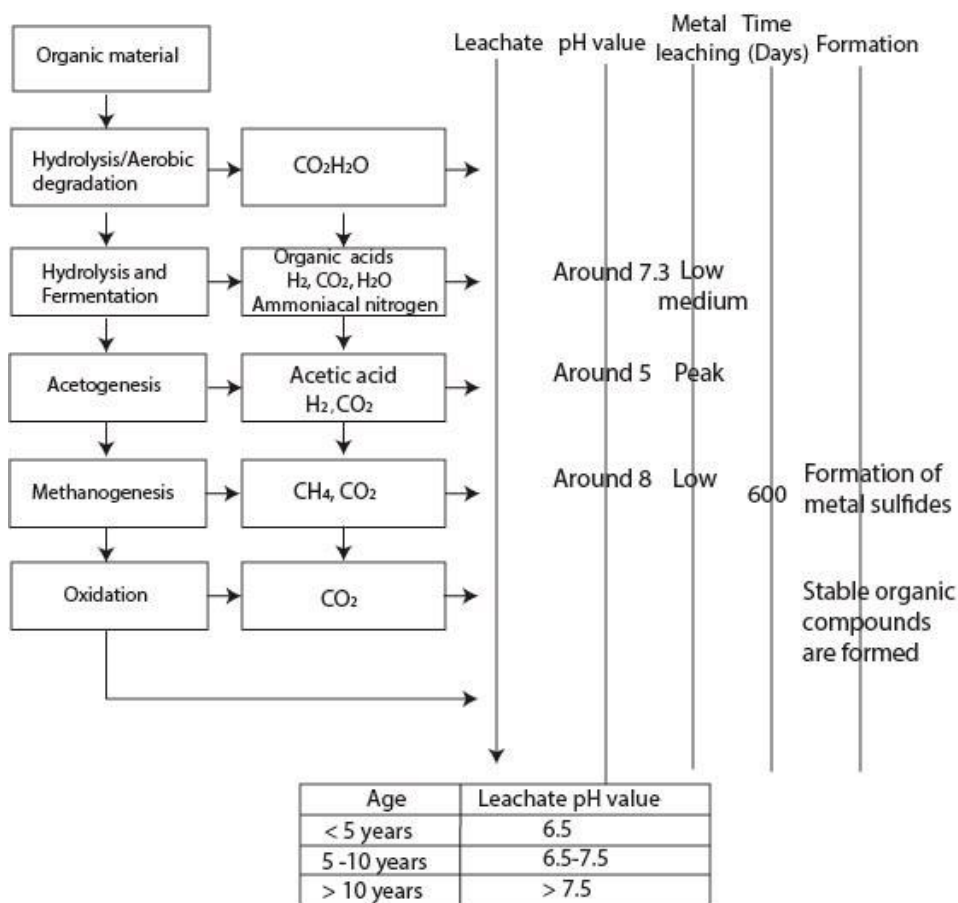 Organic material
Leachate
pH value
Metal
leaching
Time
(Days)
Formation
Hydrolysis/Aerobic
degradation
CO₂H₂O
Hydrolysis and
Fermentation
Organic acids
H₂, CO₂, H₂O
Ammoniacal nitrogen
Around 7.3
Low
medium
Acetogenesis
Acetic acid
H₂, CO₂
Around 5
Peak
Methanogenesis
CH₄, CO₂
Around 8
Low
600
Formation of
metal sulfides
Oxidation
CO₂
Stable organic
compounds
are formed
Age Leachate pH value
< 5 years 6.5
5 -10 years 6.5-7.5
> 10 years > 7.5